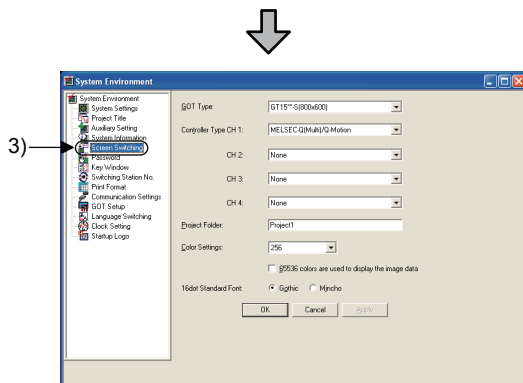 System Environment
System Environment
System Settings
Project Title
Auxiliary Setting
System Information
3)
Screen Switching
Password
Key Window
Switching Station No.
Print Format
Communication Settings
GOT Setup
Language Switching
Clock Setting
Startup Logo
GOT Type: GT15**-S(800x600)
Controller Type CH 1: MELSEC-Q(Multi)/Q-Motion
CH 2: None
CH 3: None
CH 4: None
Project Folder: Project1
Color Settings: 256
65536 colors are used to display the image data
16dot Standard Font: Gothic Mincho
OK Cancel Apply